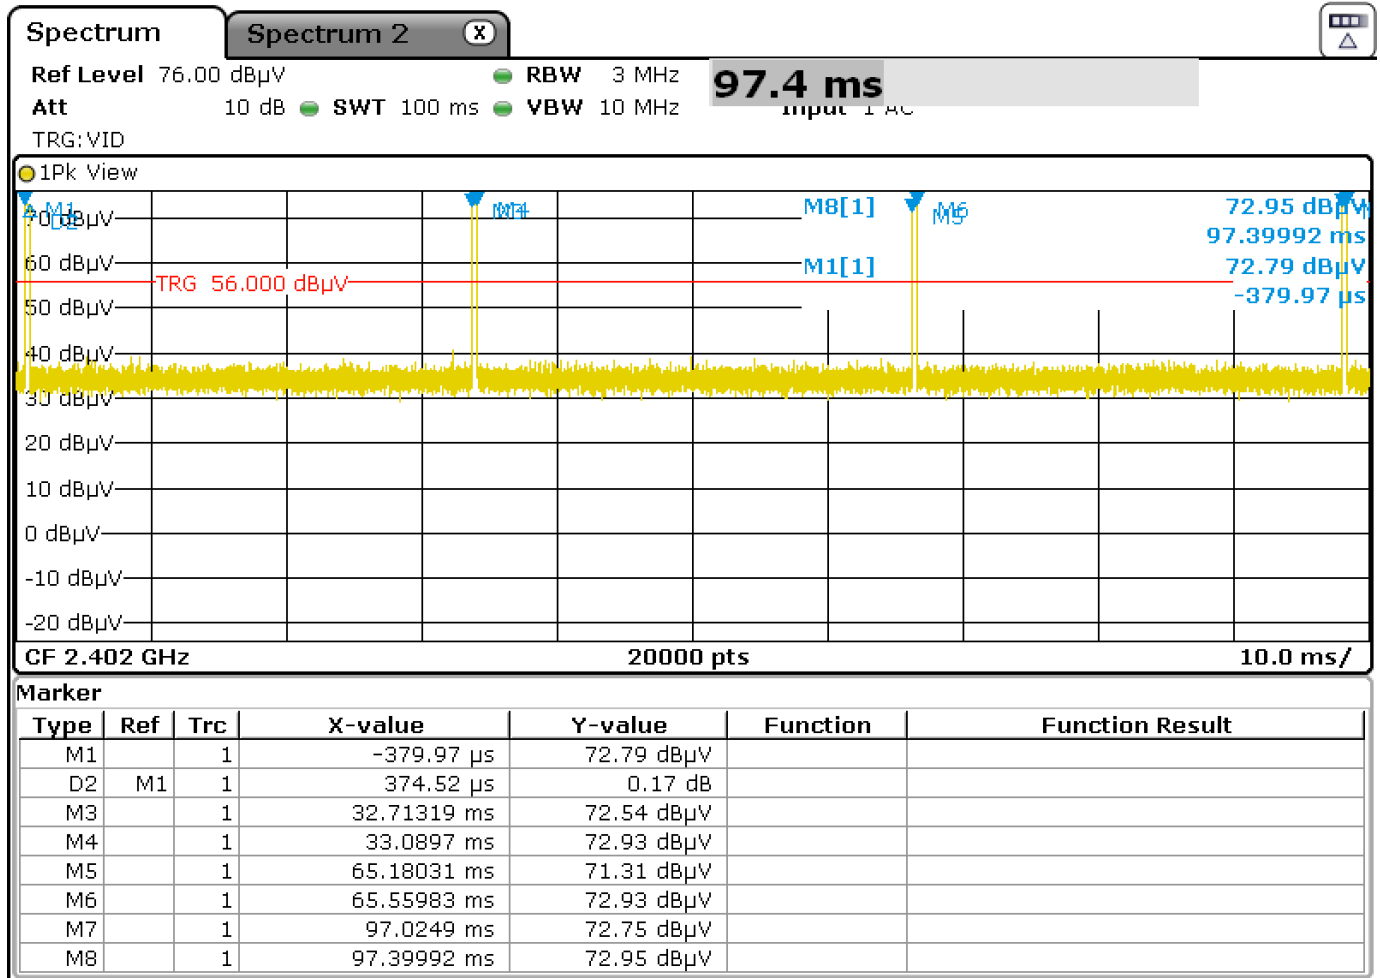 Spectrum Spectrum 2 X
Ref Level 76.00 dBµV RBW 3 MHz 97.4 ms
Att 10 dB SWT 100 ms VBW 10 MHz Input 1 AC
TRG:VID
1Pk View
M1 M4 M8[1] M6 72.95 dBµV
70 dBµV D2 M5
97.39992 ms
60 dBµV M1[1] 72.79 dBµV
TRG 56.000 dBµV -379.97 µs
50 dBµV
40 dBµV
30 dBµV
20 dBµV
10 dBµV
0 dBµV
-10 dBµV
-20 dBµV
CF 2.402 GHz 20000 pts 10.0 ms/
Marker
Type Ref Trc X-value Y-value Function Function Result
M1 1 -379.97 µs 72.79 dBµV
D2 M1 1 374.52 µs 0.17 dB
M3 1 32.71319 ms 72.54 dBµV
M4 1 33.0897 ms 72.93 dBµV
M5 1 65.18031 ms 71.31 dBµV
M6 1 65.55983 ms 72.93 dBµV
M7 1 97.0249 ms 72.75 dBµV
M8 1 97.39992 ms 72.95 dBµV